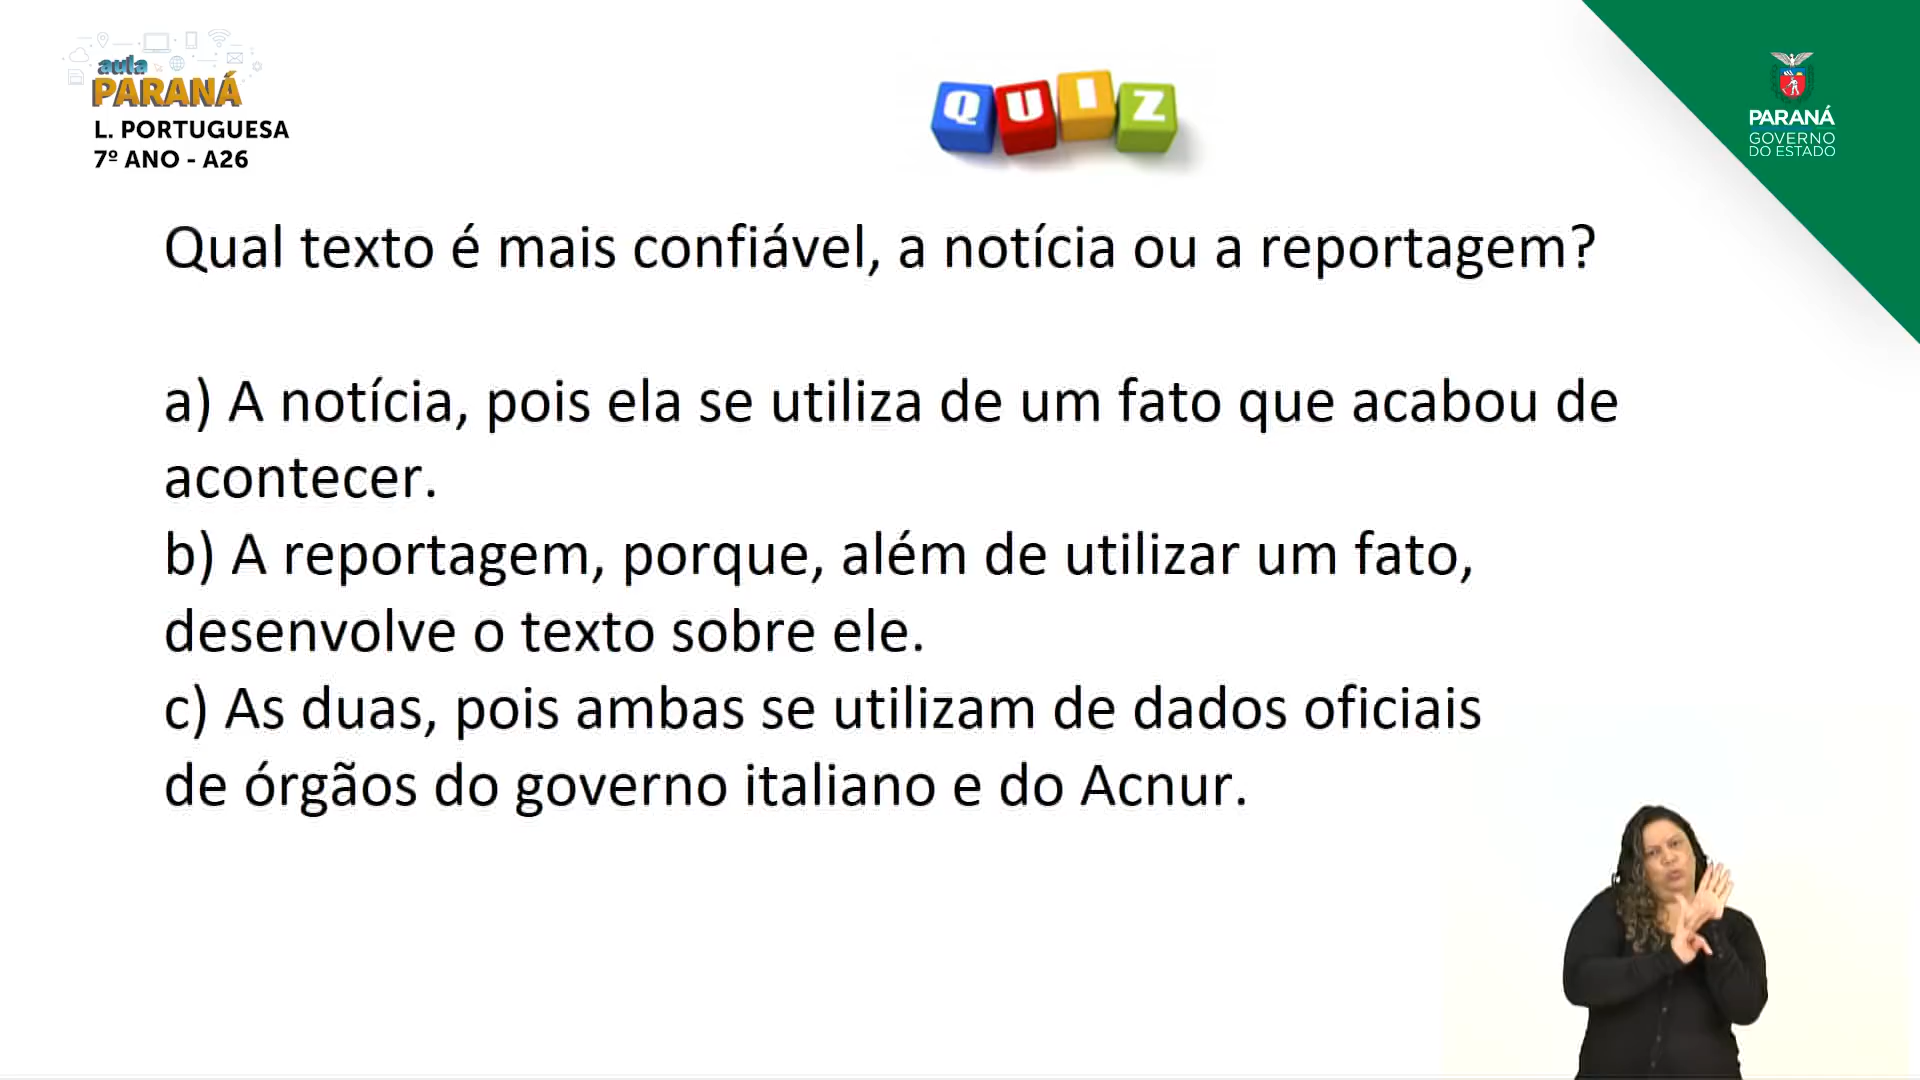 aula
PARANÁ
L. PORTUGUESA
7º ANO - A26
QUIZ
PARANÁ
GOVERNO
DO ESTADO
Qual texto é mais confiável, a notícia ou a reportagem?
a) A notícia, pois ela se utiliza de um fato que acabou de
acontecer.
b) A reportagem, porque, além de utilizar um fato,
desenvolve o texto sobre ele.
c) As duas, pois ambas se utilizam de dados oficiais
de órgãos do governo italiano e do Acnur.